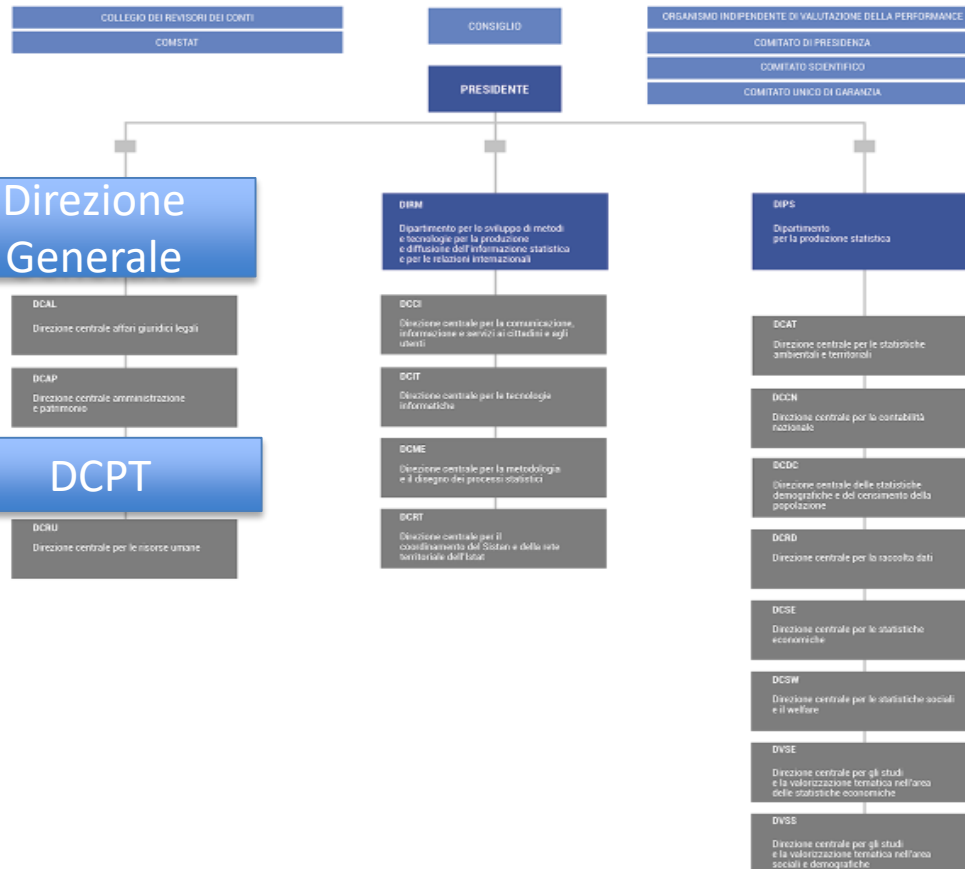 COLLEGIO DEI REVISORI DEI CONTI
COMSTAT
CONSIGLIO
PRESIDENTE
ORGANISMO INDIPENDENTE DI VALUTAZIONE DELLA PERFORMANCE
COMITATO DI PRESIDENZA
COMITATO SCIENTIFICO
COMITATO UNICO DI GARANZIA
Direzione
Generale
DCAL
Direzione centrale affari giuridici legali
DCAP
Direzione centrale amministrazione
e patrimonio
DCPT
DCRU
Direzione centrale per le risorse umane
DIRM
Dipartimento per lo sviluppo di metodi
e tecnologie per la produzione
e diffusione dell'informazione statistica
e per le relazioni internazionali
DCCI
Direzione centrale per la comunicazione,
informazione e servizi ai cittadini e agli
utenti
DCIT
Direzione centrale per le tecnologie
informatiche
DCME
Direzione centrale per la metodologia
e il disegno dei processi statistici
DCRT
Direzione centrale per il
coordinamento del Sistan e della rete
territoriale dell'Istat
DIPS
Dipartimento
per la produzione statistica
DCAT
Direzione centrale per le statistiche
ambientali e territoriali
DCCN
Direzione centrale per la contabilità
nazionale
DCDC
Direzione centrale delle statistiche
demografiche e del censimento della
popolazione
DCRD
Direzione centrale per la raccolta dati
DCSE
Direzione centrale per le statistiche
economiche
DCSW
Direzione centrale per le statistiche sociali
e il welfare
DVSE
Direzione centrale per gli studi
e la valorizzazione tematica nell'area
delle statistiche economiche
DVSS
Direzione centrale per gli studi
e la valorizzazione tematica nell'area
sociali e demografiche